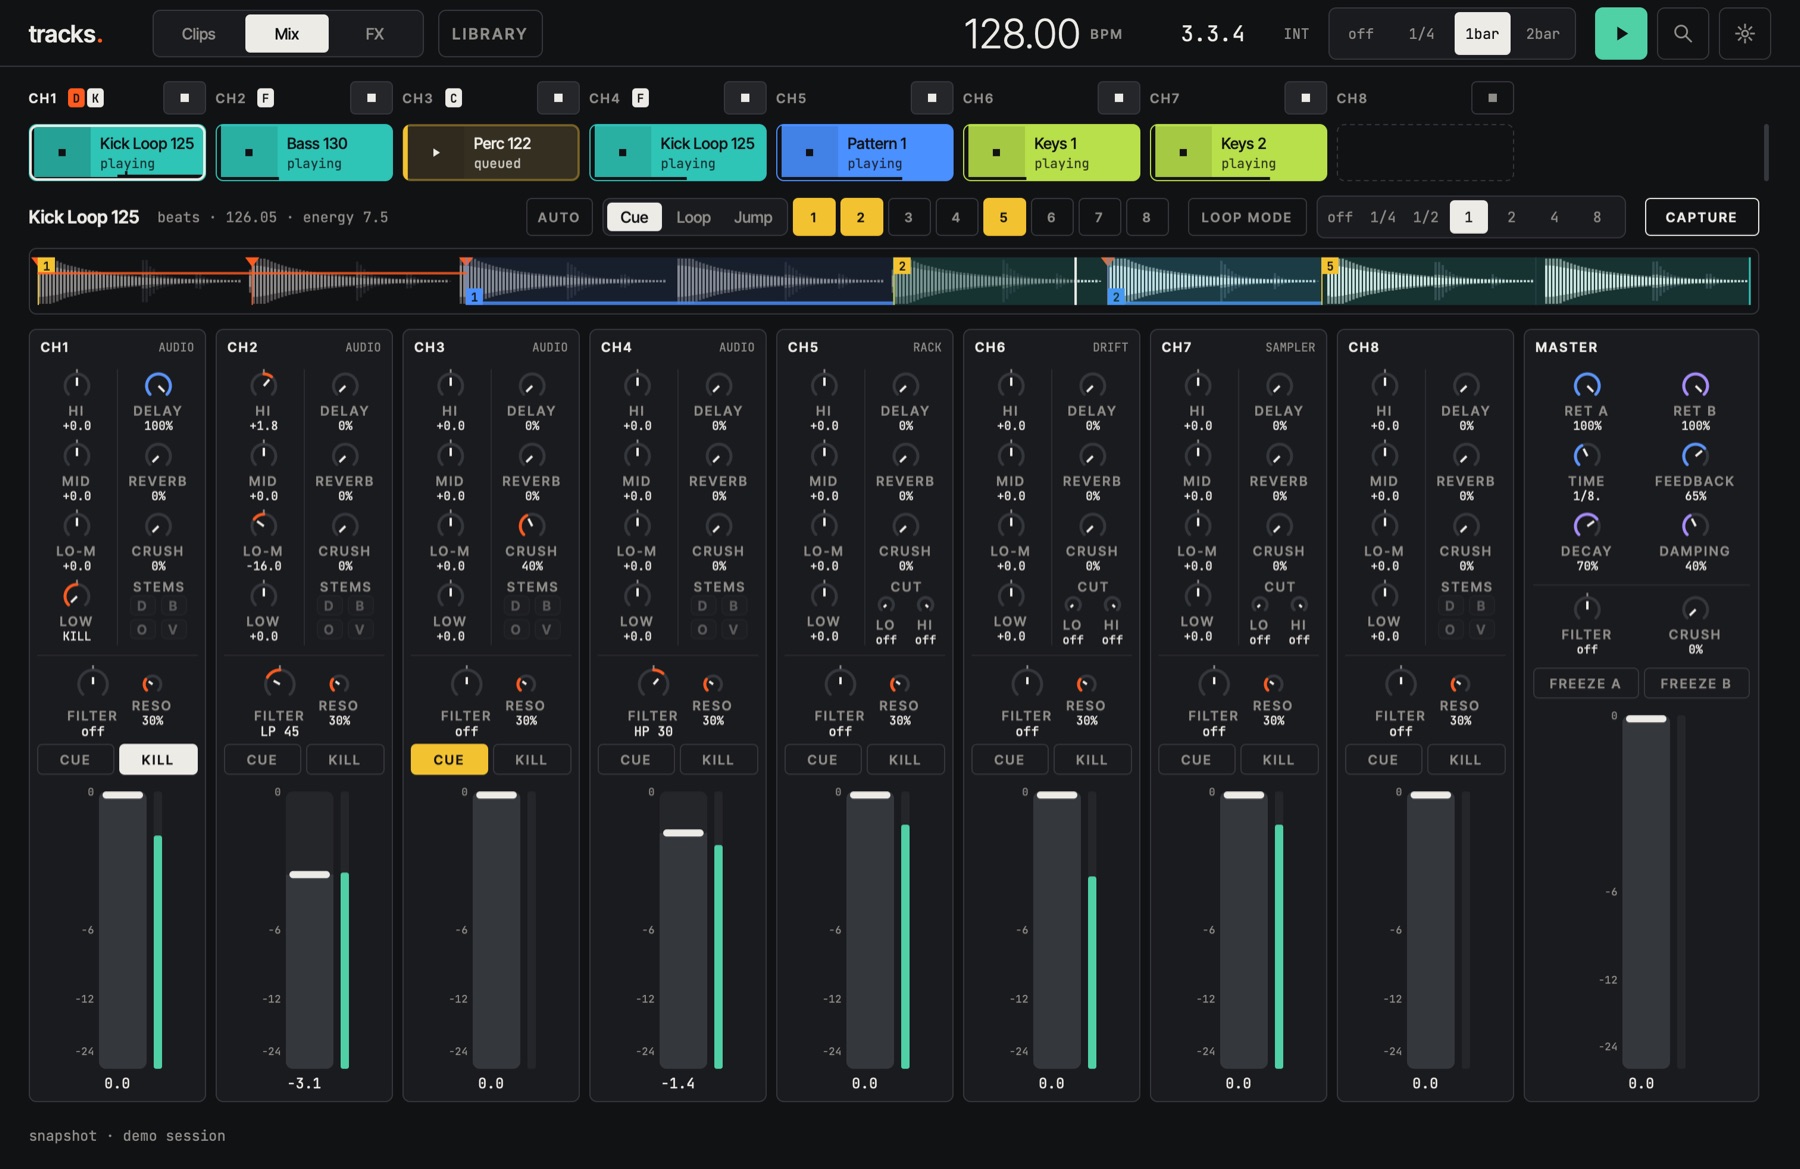 tracks.
Clips Mix FX LIBRARY 128.00 BPM 3.3.4 INT off 1/4 1bar 2bar
CH1 D K CH2 F CH3 C CH4 F CH5 CH6 CH7 CH8
Kick Loop 125 Bass 130 Perc 122 Kick Loop 125 Pattern 1 Keys 1 Keys 2
playing playing queued playing playing playing playing
Kick Loop 125 beats · 126.05 · energy 7.5 AUTO Cue Loop Jump 1 2 3 4 5 6 7 8 LOOP MODE off 1/4 1/2 1 2 4 8 CAPTURE
1 2 5
1 2
CH1 AUDIO CH2 AUDIO CH3 AUDIO CH4 AUDIO CH5 RACK CH6 DRIFT CH7 SAMPLER CH8 MASTER
HI DELAY HI DELAY HI DELAY HI DELAY HI DELAY HI DELAY HI DELAY HI DELAY RET A RET B
+0.0 100% +1.8 0% +0.0 0% +0.0 0% +0.0 0% +0.0 0% +0.0 0% +0.0 0% 100% 100%
MID REVERB MID REVERB MID REVERB MID REVERB MID REVERB MID REVERB MID REVERB MID REVERB TIME FEEDBACK
+0.0 0% +0.0 0% +0.0 0% +0.0 0% +0.0 0% +0.0 0% +0.0 0% +0.0 0% 1/8. 65%
LO-M CRUSH LO-M CRUSH LO-M CRUSH LO-M CRUSH LO-M CRUSH LO-M CRUSH LO-M CRUSH LO-M CRUSH DECAY DAMPING
+0.0 0% -16.0 0% +0.0 40% +0.0 0% +0.0 0% +0.0 0% +0.0 0% +0.0 0% 70% 40%
STEMS STEMS STEMS STEMS CUT CUT CUT STEMS
D B D B D B D B D B
LOW O V LOW O V LOW O V LOW O V LOW LO HI LOW LO HI LOW LO HI LOW O V FILTER CRUSH
KILL +0.0 +0.0 +0.0 +0.0 off off +0.0 off off +0.0 off off +0.0 off 0%
FILTER RESO FILTER RESO FILTER RESO FILTER RESO FILTER RESO FILTER RESO FILTER RESO FILTER RESO FREEZE A FREEZE B
off 30% LP 45 30% off 30% HP 30 30% off 30% off 30% off 30% off 30%
CUE KILL CUE KILL CUE KILL CUE KILL CUE KILL CUE KILL CUE KILL CUE KILL
0 0 0 0 0 0 0 0 0
-6 -6 -6 -6 -6 -6 -6 -6 -6
-12 -12 -12 -12 -12 -12 -12 -12 -12
-24 -24 -24 -24 -24 -24 -24 -24 -24
0.0 -3.1 0.0 -1.4 0.0 0.0 0.0 0.0 0.0
snapshot · demo session